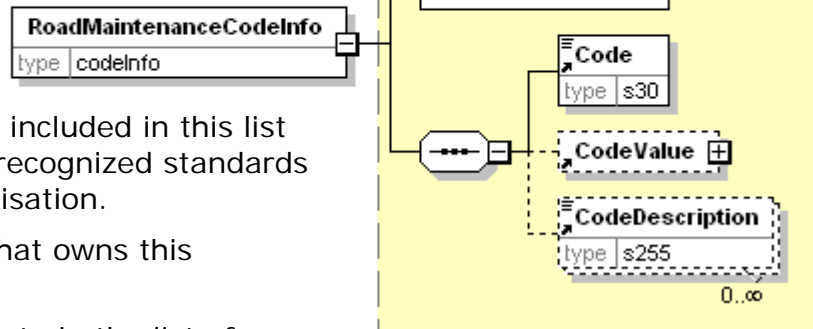 RoadMaintenanceCodeInfo
type codeInfo
included in this list
recognized standards
isation.
hat owns this
Code
type s30
CodeValue
CodeDescription
type s255
0..∞